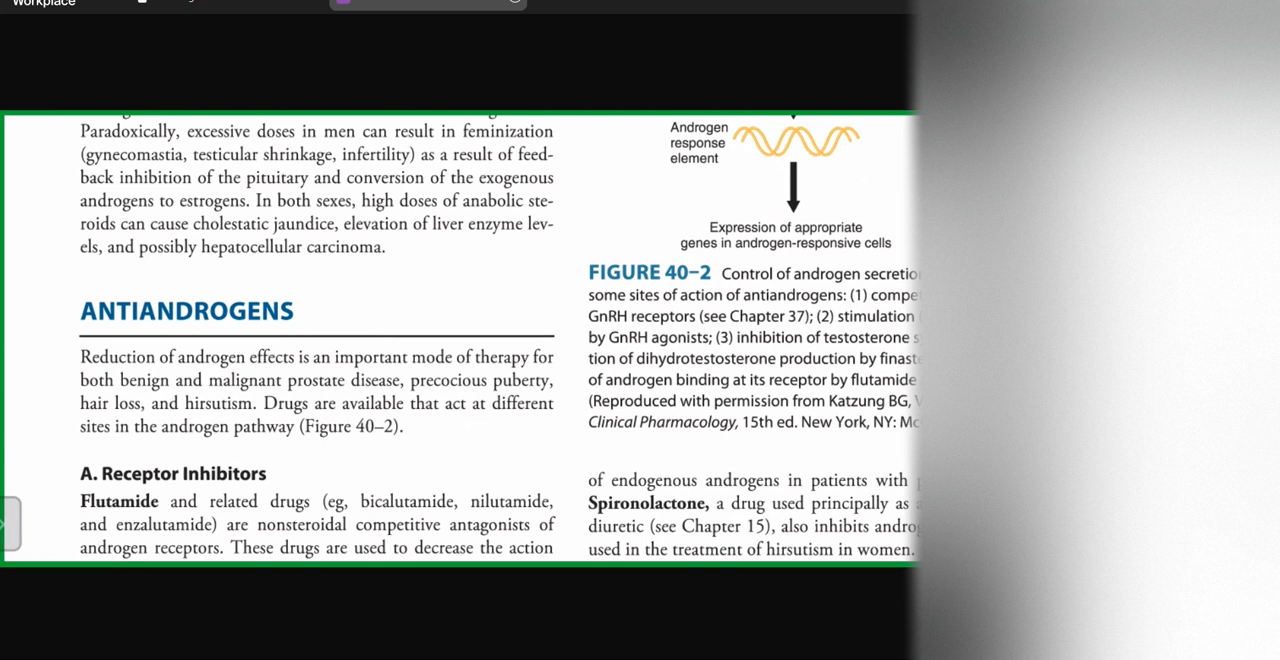 Workplace
Paradoxically, excessive doses in men can result in feminization
(gynecomastia, testicular shrinkage, infertility) as a result of feed-
back inhibition of the pituitary and conversion of the exogenous
androgens to estrogens. In both sexes, high doses of anabolic ste-
roids can cause cholestatic jaundice, elevation of liver enzyme lev-
els, and possibly hepatocellular carcinoma.
ANTIANDROGENS
Reduction of androgen effects is an important mode of therapy for
both benign and malignant prostate disease, precocious puberty,
hair loss, and hirsutism. Drugs are available that act at different
sites in the androgen pathway (Figure 40–2).
A. Receptor Inhibitors
Flutamide and related drugs (eg, bicalutamide, nilutamide,
and enzalutamide) are nonsteroidal competitive antagonists of
androgen receptors. These drugs are used to decrease the action
Androgen
response
element
Expression of appropriate
genes in androgen-responsive cells
FIGURE 40–2 Control of androgen
some sites of action of antiandrogens: (1)
GnRH receptors (see Chapter 37); (2) stimulation
by GnRH agonists; (3) inhibition of testosterone
tion of dihydrotestosterone production by
of androgen binding at its receptor by flutamide
(Reproduced with permission from Katzung BG,
Clinical Pharmacology, 15th ed. New York, NY:
of endogenous androgens in patients with
Spironolactone, a drug used principally as
diuretic (see Chapter 15), also inhibits
used in the treatment of hirsutism in women.